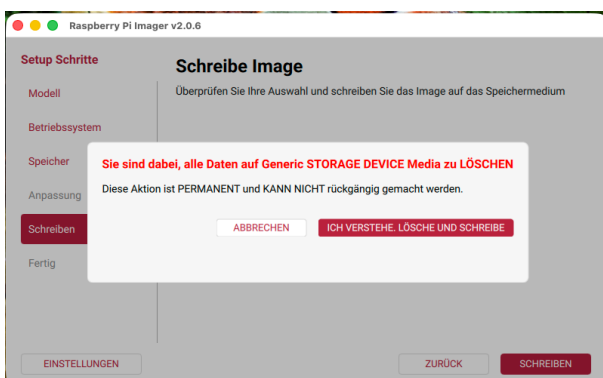 Raspberry Pi Imager v2.0.6
Setup Schritte
Modell
Betriebssystem
Speicher
Anpassung
Schreiben
Fertig
Schreibe Image
Überprüfen Sie Ihre Auswahl und schreiben Sie das Image auf das Speichermedium
Sie sind dabei, alle Daten auf Generic STORAGE DEVICE Media zu LÖSCHEN
Diese Aktion ist PERMANENT und KANN NICHT rückgängig gemacht werden.
ABBRECHEN
ICH VERSTEHE. LÖSCHE UND SCHREIBE
EINSTELLUNGEN
ZURÜCK
SCHREIBEN